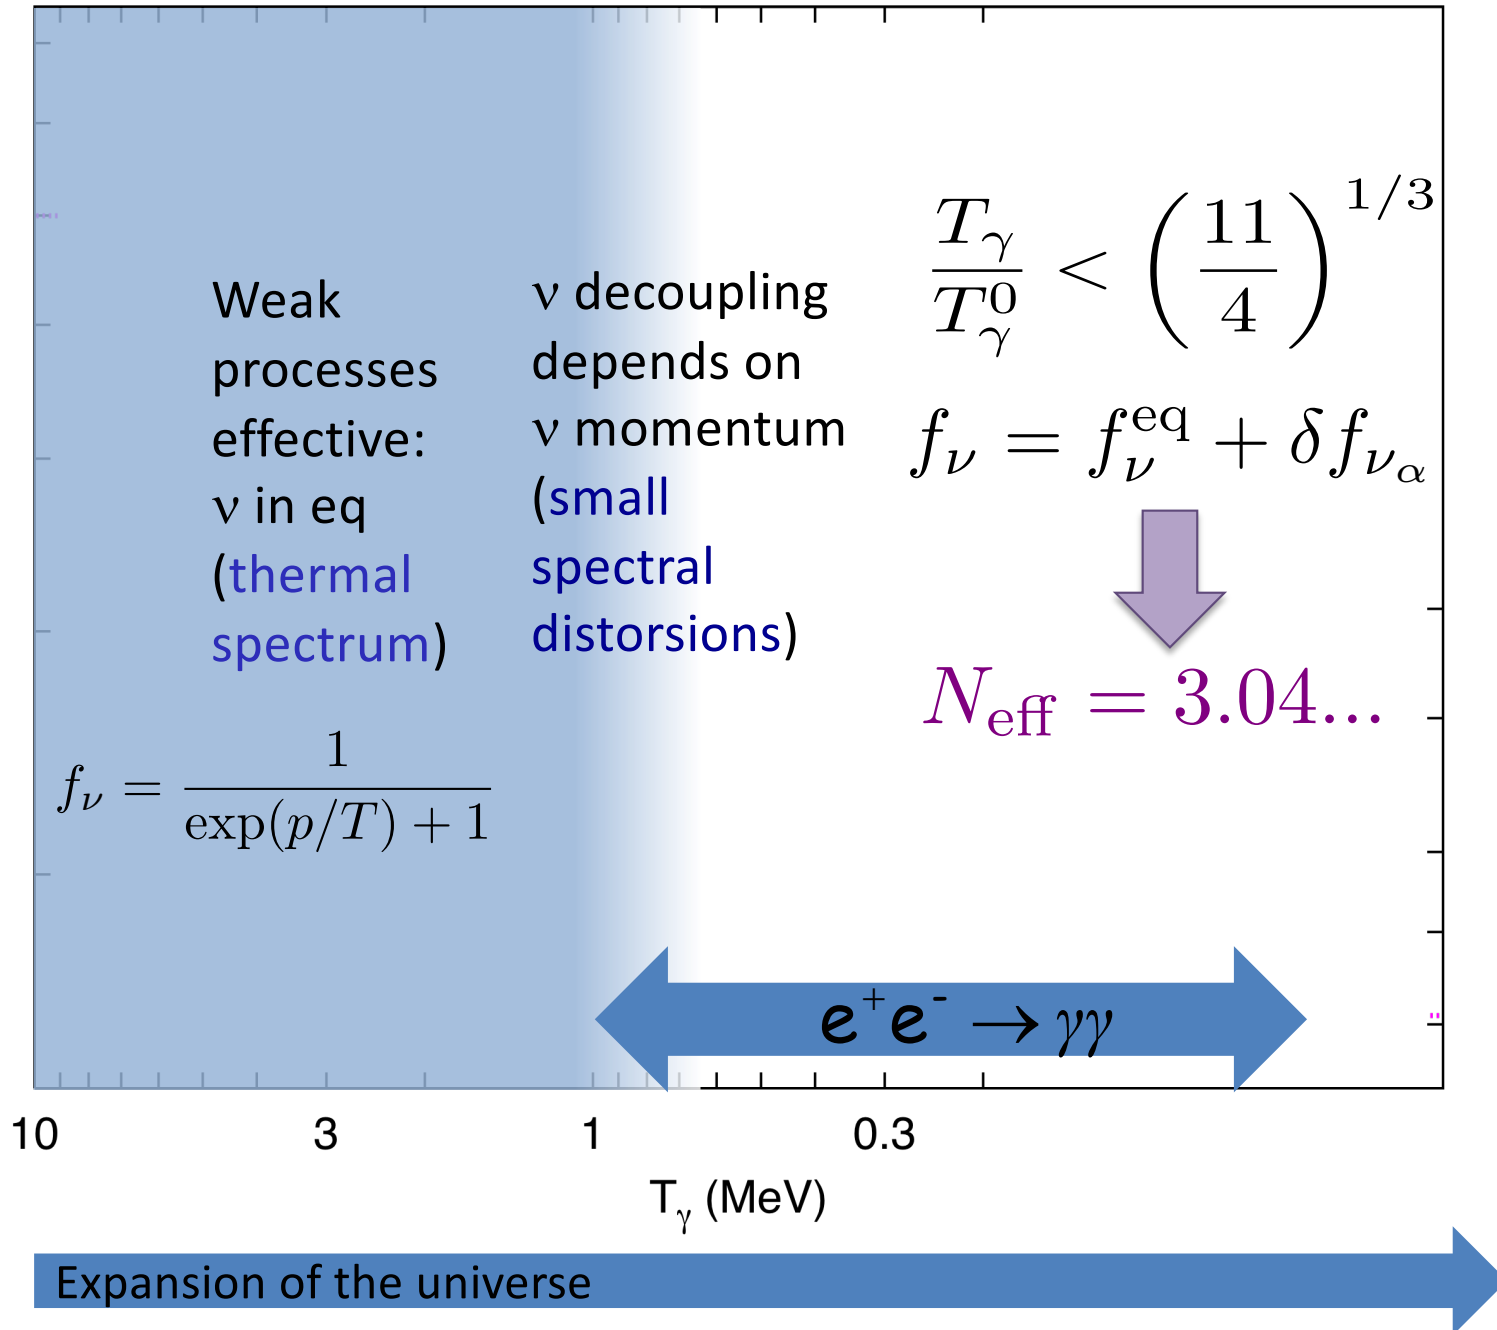 Weak
processes
effective:
ν in eq
(thermal
spectrum)
f_ν = 1 / (exp(p/T) + 1)
ν decoupling
depends on
ν momentum
(small
spectral
distorsions)
T_γ / T_γ^0 < (11/4)^{1/3}
f_ν = f_ν^{eq} + δf_{ν_α}
N_eff = 3.04...
e⁺e⁻ → γγ
10 3 1 0.3
T_γ (MeV)
Expansion of the universe